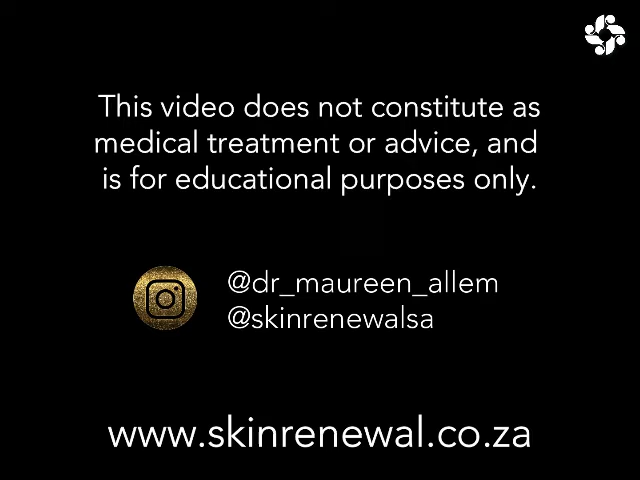 This video does not constitute as
medical treatment or advice, and
is for educational purposes only.
@dr_maureen_allem
@skinrenewalsa
www.skinrenewal.co.za